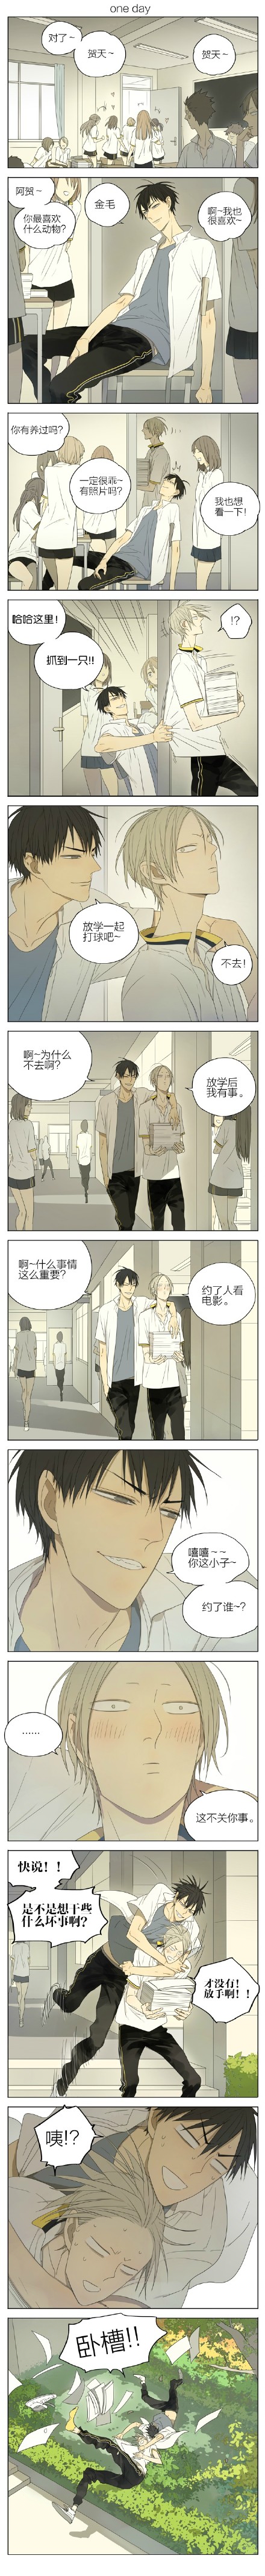 one day
对了~
贺天~
贺天~
阿贺~
你最喜欢
什么动物?
金毛
啊~我也
很喜欢~
你有养过吗?
一定很乖~
有照片吗?
我也想
看一下!
哈哈这里!
抓到一只!!
!?
放学一起
打球吧~
不去!
啊~为什么
不去啊?
放学后
我有事。
啊~什么事情
这么重要?
约了人看
电影。
嘻嘻~~
你这小子~
约了谁~?
......
这不关你事。
快说!!
是不是想干些
什么坏事啊?
才没有!
放手啊!!
咦!?
卧槽!!